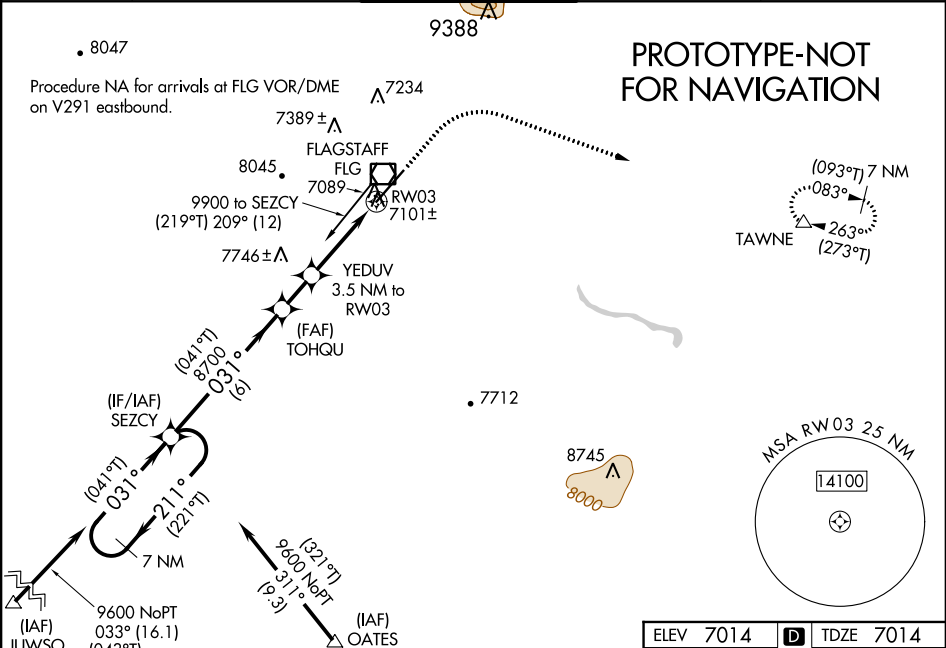 9388
8047
PROTOTYPE-NOT
FOR NAVIGATION
Procedure NA for arrivals at FLG VOR/DME
on V291 eastbound.
7234
7389 ±
FLAGSTAFF
FLG
8045
7089
RW03
7101±
9900 to SEZCY
(219°T) 209° (12)
(093°T) 7 NM
083°
263°
(273°T)
TAWNE
7746 ±
YEDUV
3.5 NM to
RW03
(FAF)
TOHQU
(041°T)
8700
031°
(6)
(IF/IAF)
SEZCY
7712
(041°T)
031°
211°
(221°T)
7 NM
8745
8000
MSA RW03 25 NM
14100
(321°T)
9600 NoPT
311°
(9.3)
9600 NoPT
033° (16.1)
(IAF)
(IAF)
OATES
ELEV 7014 D TDZE 7014